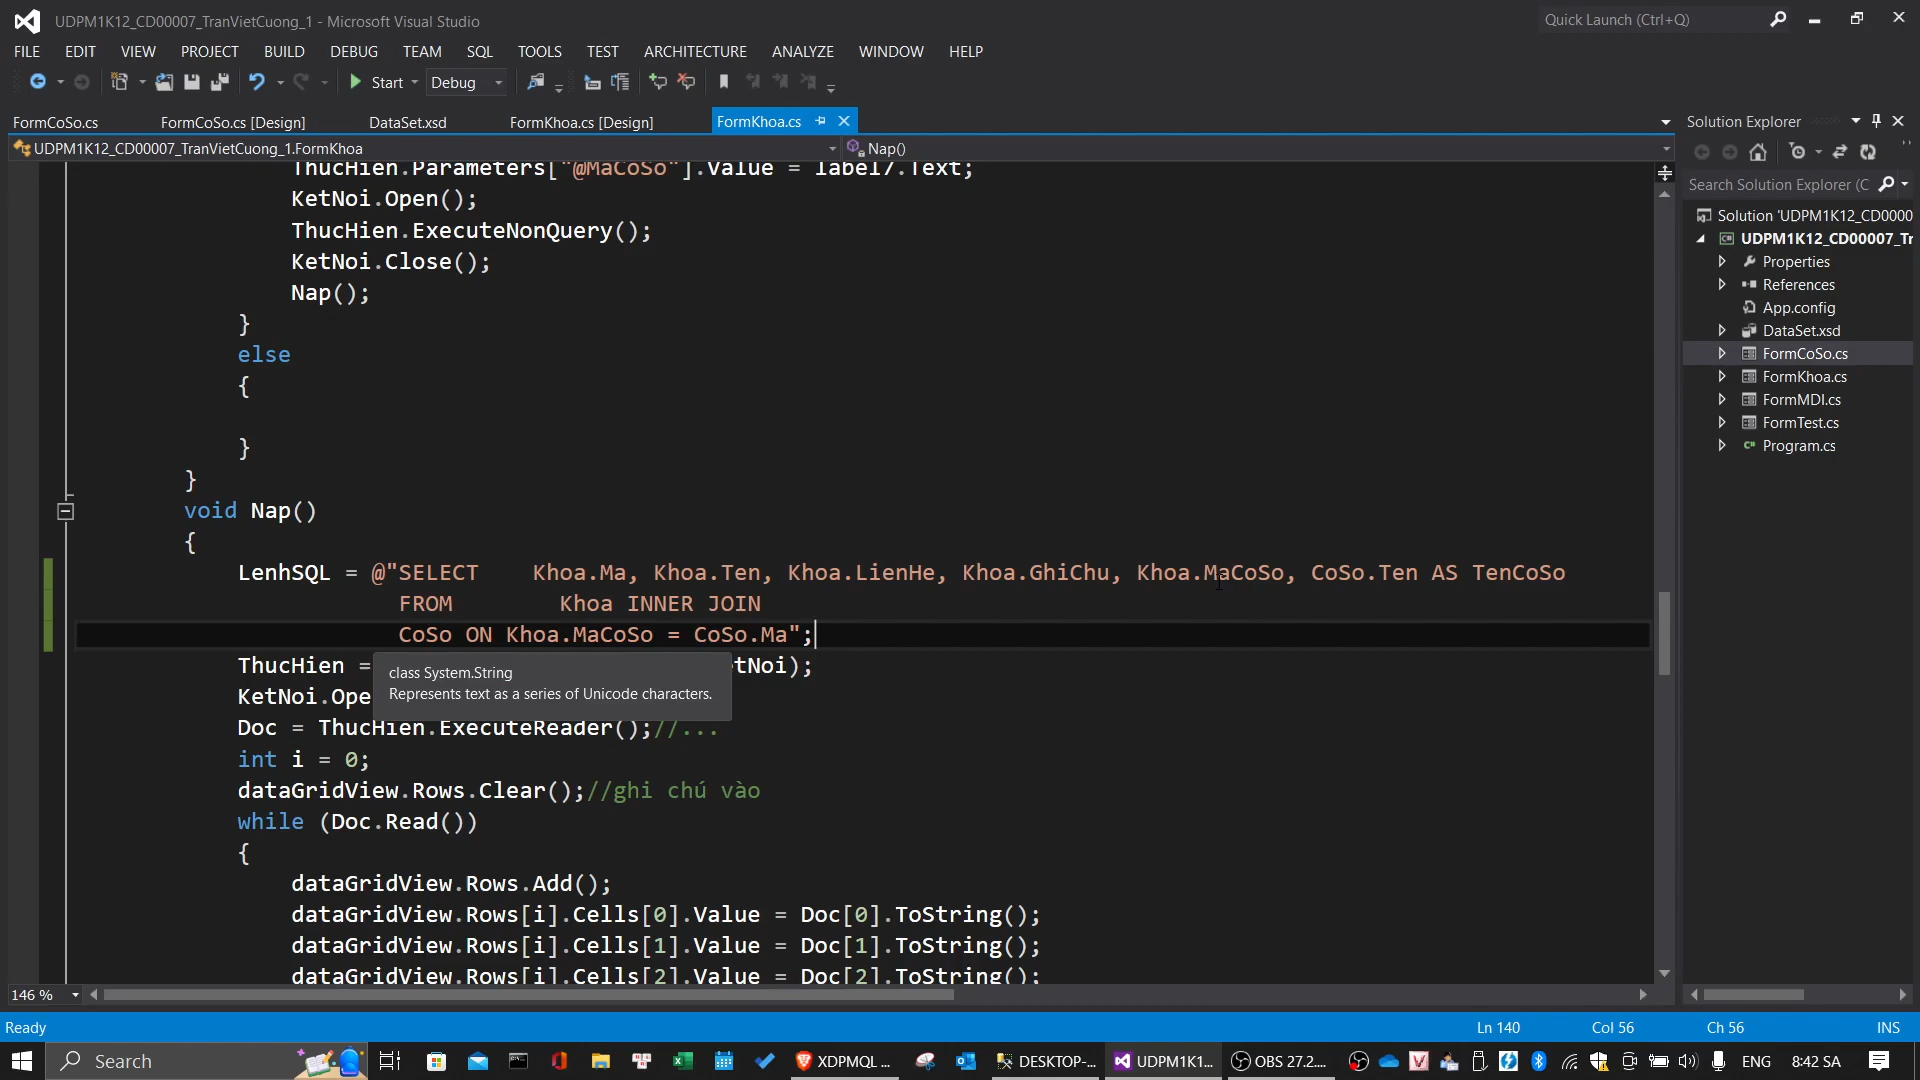 UDPM1K12_CD00007_TranVietCuong_1 - Microsoft Visual Studio
Quick Launch (Ctrl+Q)
FILE EDIT VIEW PROJECT BUILD DEBUG TEAM SQL TOOLS TEST ARCHITECTURE ANALYZE WINDOW HELP
Start Debug
FormCoSo.cs FormCoSo.cs [Design] DataSet.xsd FormKhoa.cs [Design] FormKhoa.cs
UDPM1K12_CD00007_TranVietCuong_1.FormKhoa Nap()
ThucHien.Parameters["@MaCoSo"].Value = label7.Text;
KetNoi.Open();
ThucHien.ExecuteNonQuery();
KetNoi.Close();
Nap();
}
else
{
}
}
void Nap()
{
LenhSQL = @"SELECT Khoa.Ma, Khoa.Ten, Khoa.LienHe, Khoa.GhiChu, Khoa.MaCoSo, CoSo.Ten AS TenCoSo
FROM Khoa INNER JOIN
CoSo ON Khoa.MaCoSo = CoSo.Ma";
ThucHien = tNoi);
class System.String
Represents text as a series of Unicode characters.
KetNoi.Ope
Doc = ThucHien.ExecuteReader();//...
int i = 0;
dataGridView.Rows.Clear();//ghi chú vào
while (Doc.Read())
{
dataGridView.Rows.Add();
dataGridView.Rows[i].Cells[0].Value = Doc[0].ToString();
dataGridView.Rows[i].Cells[1].Value = Doc[1].ToString();
dataGridView.Rows[i].Cells[2].Value = Doc[2].ToString();
146 %
Solution Explorer
Search Solution Explorer (C
Solution 'UDPM1K12_CD0000
UDPM1K12_CD00007_Tr
Properties
References
App.config
DataSet.xsd
FormCoSo.cs
FormKhoa.cs
FormMDI.cs
FormTest.cs
Program.cs
Ready Ln 140 Col 56 Ch 56 INS
Search XDPMQL ... DESKTOP-... UDPM1K1... OBS 27.2.... ENG 8:42 SA